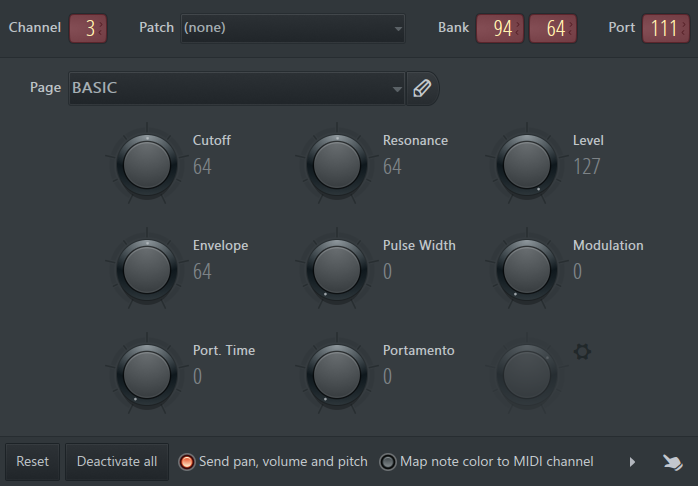 Channel 3 Patch (none) Bank 94 64 Port 111
Page BASIC
Cutoff Resonance Level
64 64 127
Envelope Pulse Width Modulation
64 0 0
Port. Time Portamento
0 0
Reset Deactivate all Send pan, volume and pitch Map note color to MIDI channel